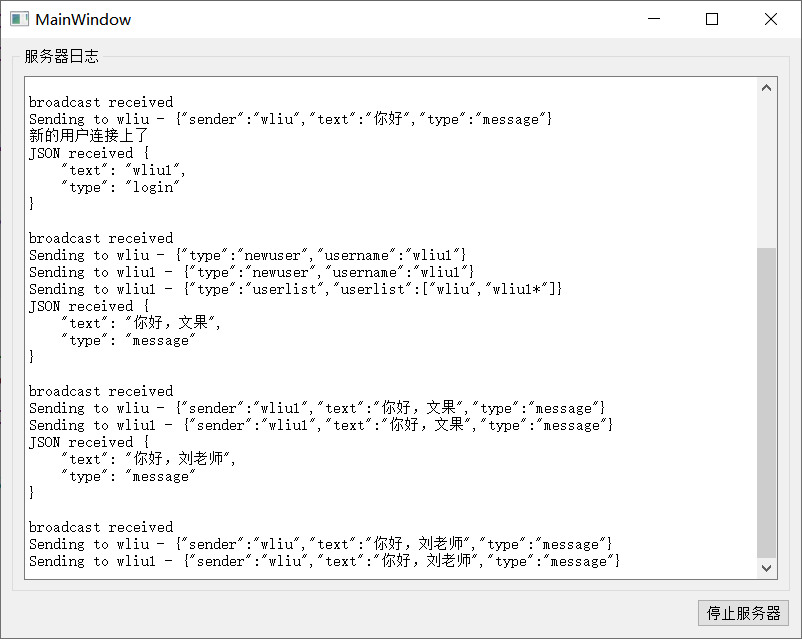 MainWindow
服务器日志
broadcast received
Sending to wliu - {"sender":"wliu","text":"你好","type":"message"}
新的用户连接上了
JSON received {
    "text": "wliu1",
    "type": "login"
}
broadcast received
Sending to wliu - {"type":"newuser","username":"wliu1"}
Sending to wliu1 - {"type":"newuser","username":"wliu1"}
Sending to wliu1 - {"type":"userlist","userlist":["wliu","wliu1*"]}
JSON received {
    "text": "你好，文果",
    "type": "message"
}
broadcast received
Sending to wliu - {"sender":"wliu1","text":"你好，文果","type":"message"}
Sending to wliu1 - {"sender":"wliu1","text":"你好，文果","type":"message"}
JSON received {
    "text": "你好，刘老师",
    "type": "message"
}
broadcast received
Sending to wliu - {"sender":"wliu","text":"你好，刘老师","type":"message"}
Sending to wliu1 - {"sender":"wliu","text":"你好，刘老师","type":"message"}
停止服务器